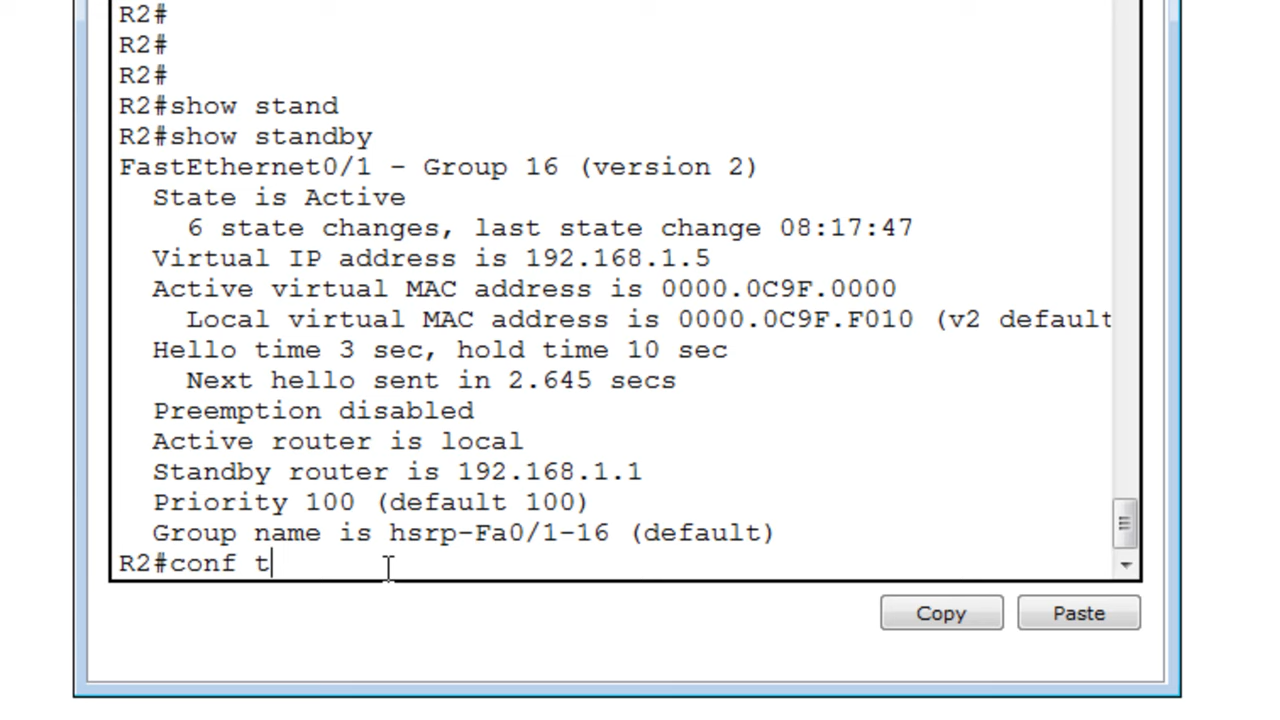 R2#
R2#
R2#
R2#show stand
R2#show standby
FastEthernet0/1 - Group 16 (version 2)
State is Active
6 state changes, last state change 08:17:47
Virtual IP address is 192.168.1.5
Active virtual MAC address is 0000.0C9F.0000
Local virtual MAC address is 0000.0C9F.F010 (v2 default
Hello time 3 sec, hold time 10 sec
Next hello sent in 2.645 secs
Preemption disabled
Active router is local
Standby router is 192.168.1.1
Priority 100 (default 100)
Group name is hsrp-Fa0/1-16 (default)
R2#conf t
Copy Paste